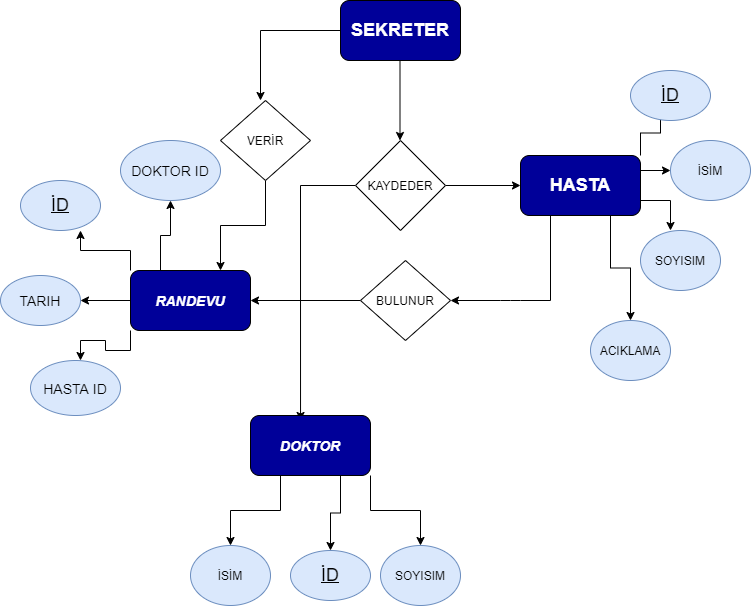 SEKRETER
İD
VERİR
DOKTOR ID
İSİM
KAYDEDER
HASTA
İD
SOYISIM
TARIH
RANDEVU
BULUNUR
ACIKLAMA
HASTA ID
DOKTOR
İSİM
İD
SOYISIM